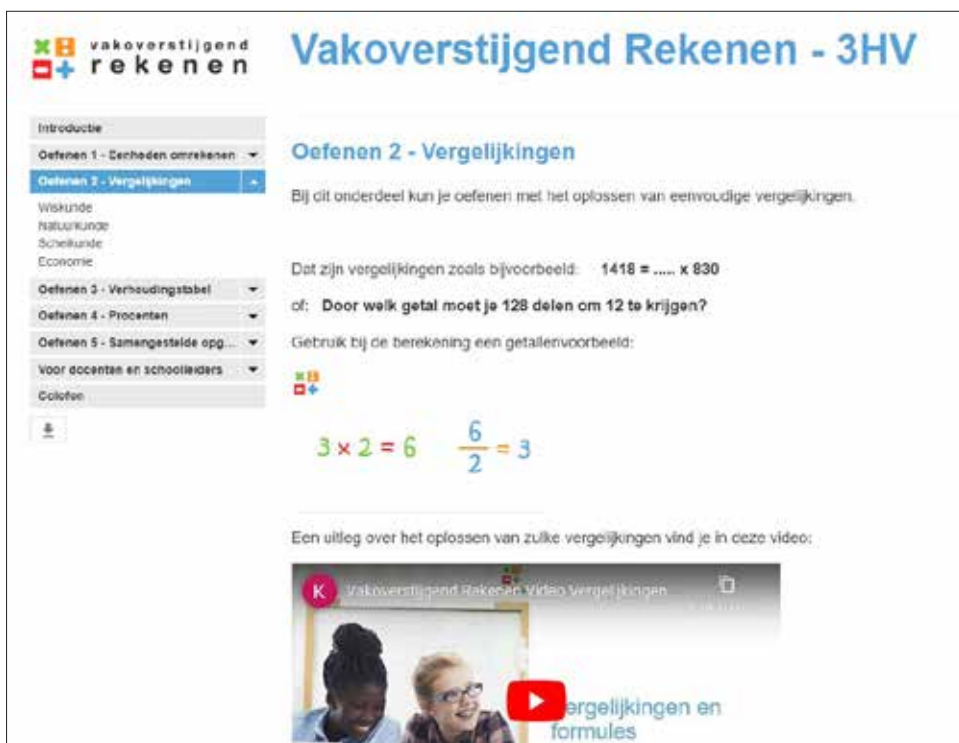 vakoverstijgend
rekenen
Vakoverstijgend Rekenen - 3HV
Introductie
Oefenen 1 - Eenheden omrekenen
Oefenen 2 - Vergelijkingen
Wiskunde
Natuurkunde
Scheikunde
Economie
Oefenen 3 - Verhoudingstabel
Oefenen 4 - Procenten
Oefenen 5 - Samengestelde opg...
Voor docenten en schoolleiders
Colofon
Oefenen 2 - Vergelijkingen
Bij dit onderdeel kun je oefenen met het oplossen van eenvoudige vergelijkingen.
Dat zijn vergelijkingen zoals bijvoorbeeld: 1418 = ..... x 830
of: Door welk getal moet je 128 delen om 12 te krijgen?
Gebruik bij de berekening een getallenvoorbeeld:
3 × 2 = 6
6/2 = 3
Een uitleg over het oplossen van zulke vergelijkingen vind je in deze video:
K Vakoverstijgend Rekenen Video Vergelijkingen ...
ergelijkingen en
formules